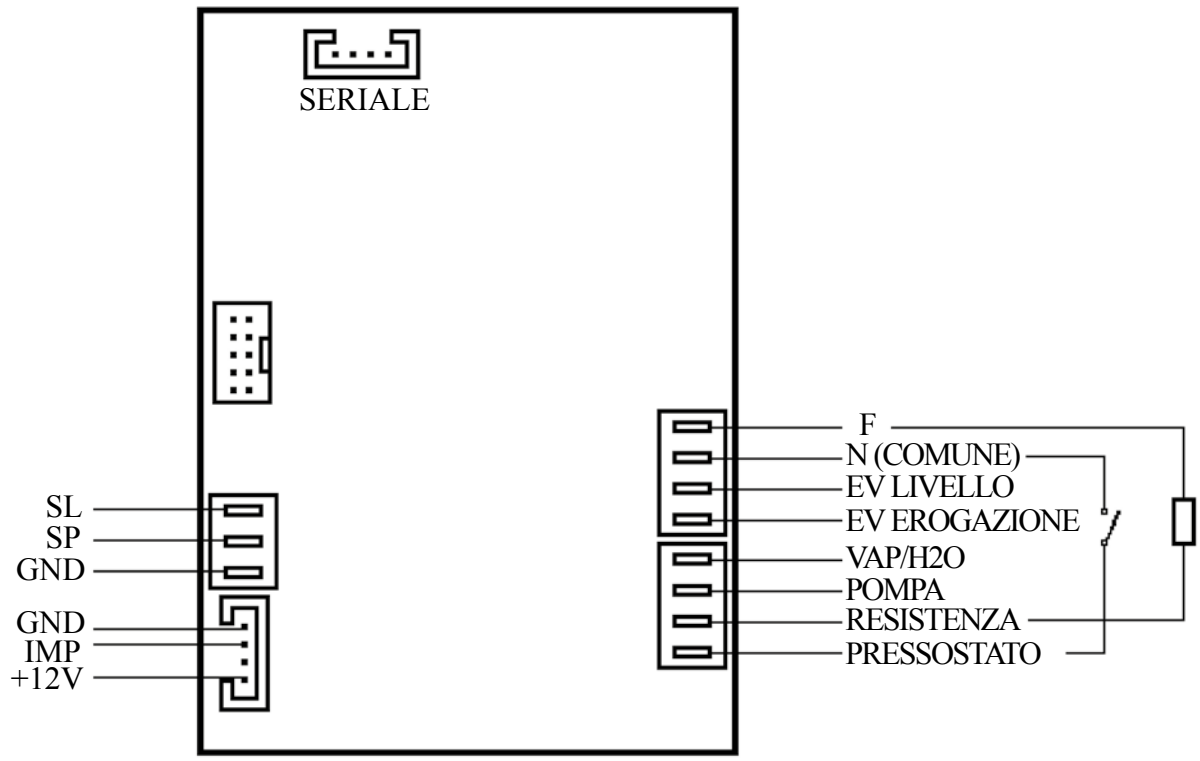 SERIALE
SL
SP
GND
GND
IMP
+12V
F
N (COMUNE)
EV LIVELLO
EV EROGAZIONE
VAP/H2O
POMPA
RESISTENZA
PRESSOSTATO